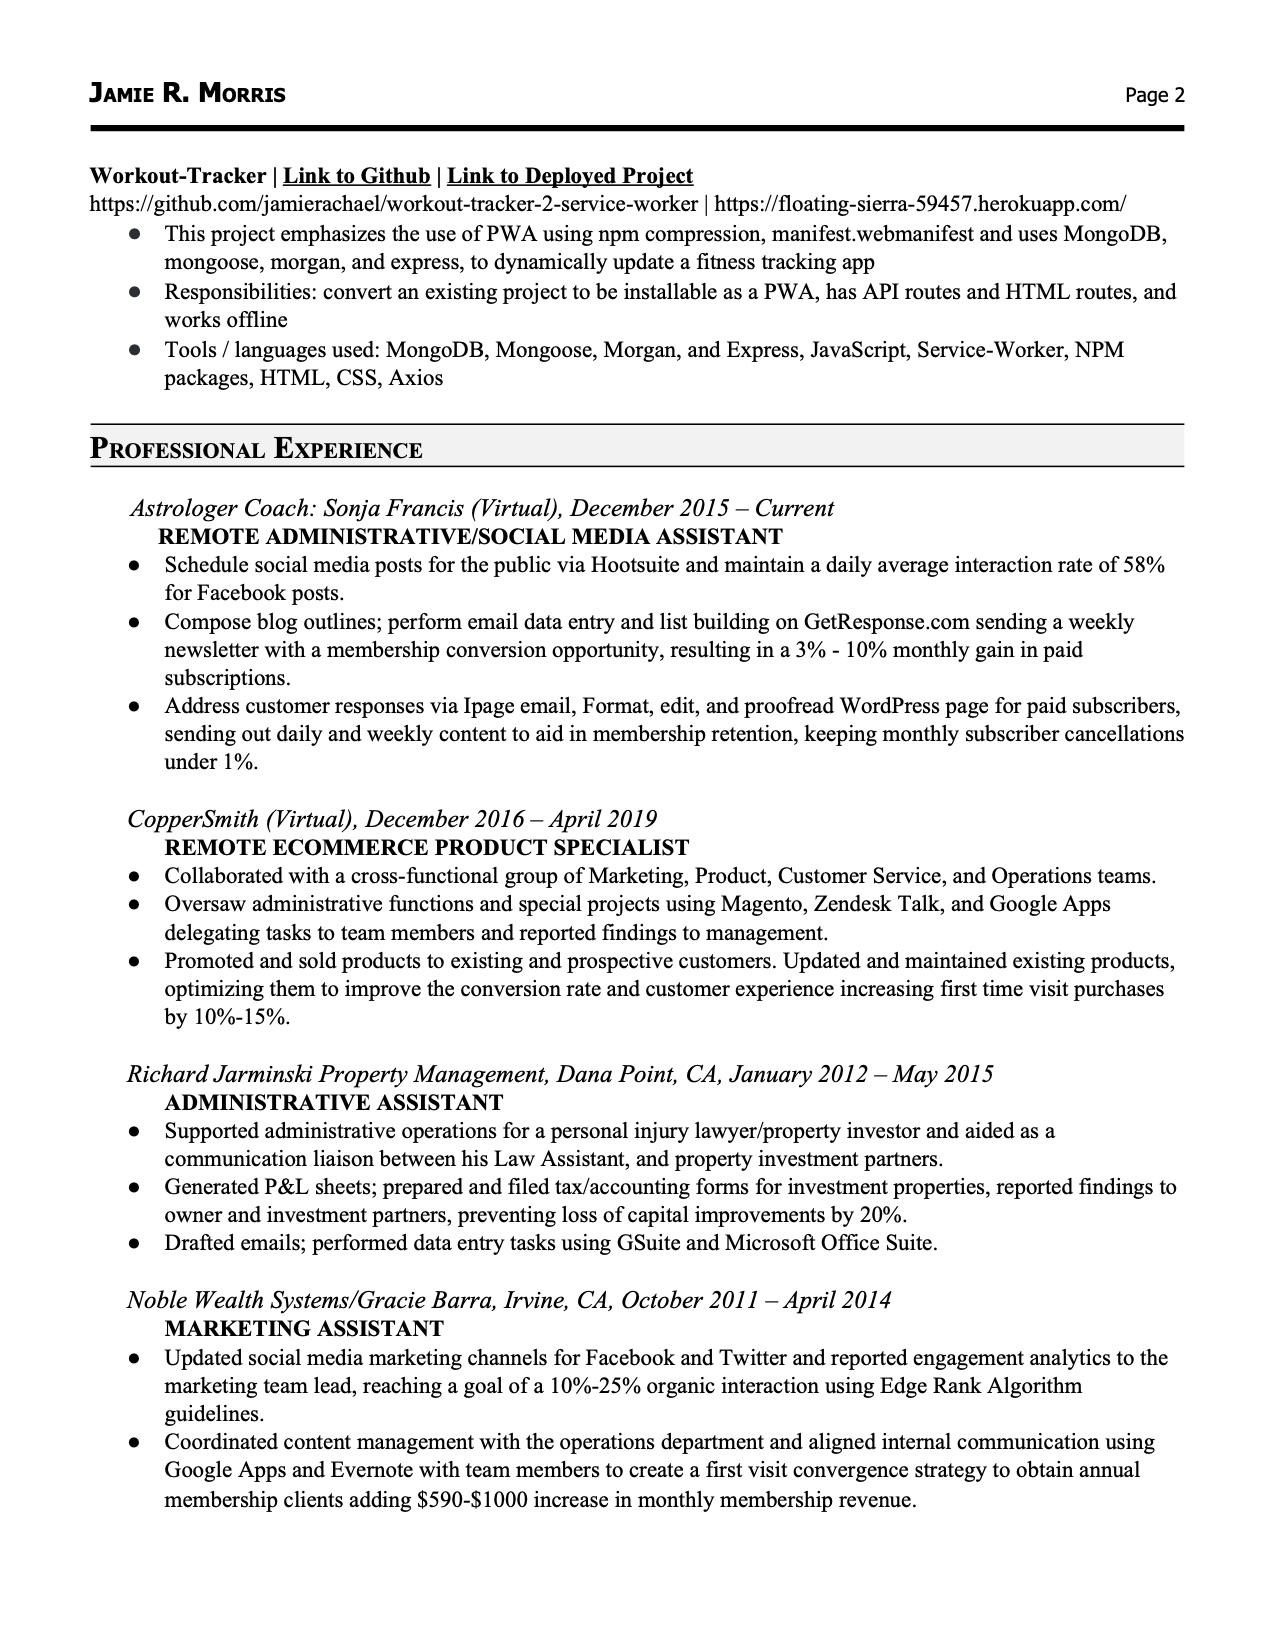 JAMIE R. MORRIS Page 2
Workout-Tracker | Link to Github | Link to Deployed Project
https://github.com/jamierachael/workout-tracker-2-service-worker | https://floating-sierra-59457.herokuapp.com/
● This project emphasizes the use of PWA using npm compression, manifest.webmanifest and uses MongoDB,
mongoose, morgan, and express, to dynamically update a fitness tracking app
● Responsibilities: convert an existing project to be installable as a PWA, has API routes and HTML routes, and
works offline
● Tools / languages used: MongoDB, Mongoose, Morgan, and Express, JavaScript, Service-Worker, NPM
packages, HTML, CSS, Axios
PROFESSIONAL EXPERIENCE
Astrologer Coach: Sonja Francis (Virtual), December 2015 – Current
REMOTE ADMINISTRATIVE/SOCIAL MEDIA ASSISTANT
● Schedule social media posts for the public via Hootsuite and maintain a daily average interaction rate of 58%
for Facebook posts.
● Compose blog outlines; perform email data entry and list building on GetResponse.com sending a weekly
newsletter with a membership conversion opportunity, resulting in a 3% - 10% monthly gain in paid
subscriptions.
● Address customer responses via Ipage email, Format, edit, and proofread WordPress page for paid subscribers,
sending out daily and weekly content to aid in membership retention, keeping monthly subscriber cancellations
under 1%.
CopperSmith (Virtual), December 2016 – April 2019
REMOTE ECOMMERCE PRODUCT SPECIALIST
● Collaborated with a cross-functional group of Marketing, Product, Customer Service, and Operations teams.
● Oversaw administrative functions and special projects using Magento, Zendesk Talk, and Google Apps
delegating tasks to team members and reported findings to management.
● Promoted and sold products to existing and prospective customers. Updated and maintained existing products,
optimizing them to improve the conversion rate and customer experience increasing first time visit purchases
by 10%-15%.
Richard Jarminski Property Management, Dana Point, CA, January 2012 – May 2015
ADMINISTRATIVE ASSISTANT
● Supported administrative operations for a personal injury lawyer/property investor and aided as a
communication liaison between his Law Assistant, and property investment partners.
● Generated P&L sheets; prepared and filed tax/accounting forms for investment properties, reported findings to
owner and investment partners, preventing loss of capital improvements by 20%.
● Drafted emails; performed data entry tasks using GSuite and Microsoft Office Suite.
Noble Wealth Systems/Gracie Barra, Irvine, CA, October 2011 – April 2014
MARKETING ASSISTANT
● Updated social media marketing channels for Facebook and Twitter and reported engagement analytics to the
marketing team lead, reaching a goal of a 10%-25% organic interaction using Edge Rank Algorithm
guidelines.
● Coordinated content management with the operations department and aligned internal communication using
Google Apps and Evernote with team members to create a first visit convergence strategy to obtain annual
membership clients adding $590-$1000 increase in monthly membership revenue.